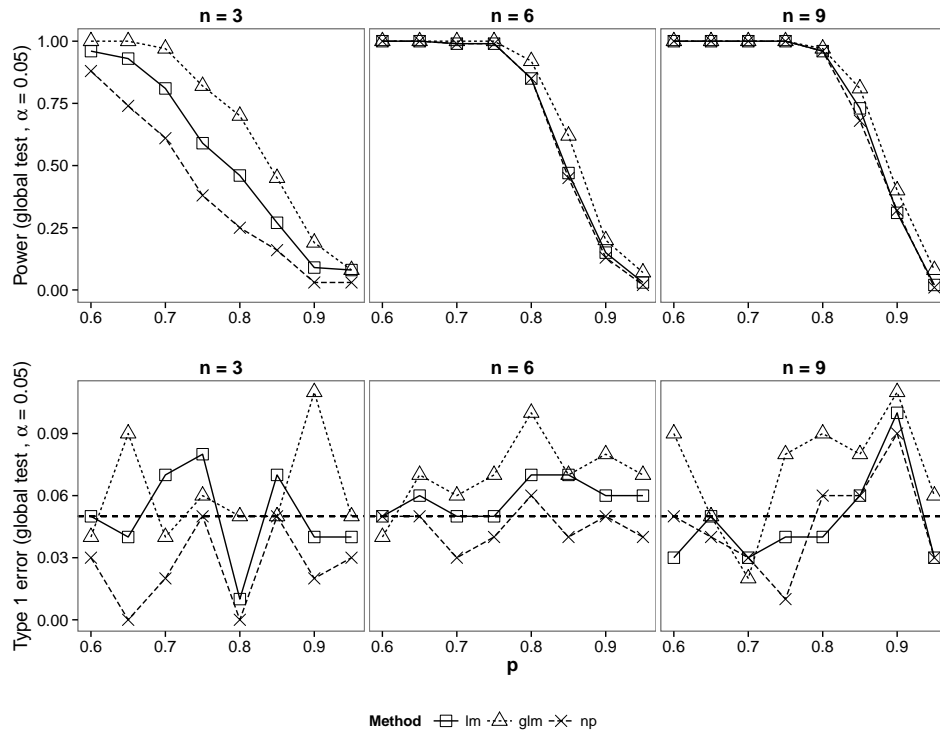 n = 3
n = 6
n = 9
Power (global test , α = 0.05)
1.00
0.75
0.50
0.25
0.00
0.6 0.7 0.8 0.9
0.6 0.7 0.8 0.9
0.6 0.7 0.8 0.9
n = 3
n = 6
n = 9
Type 1 error (global test , α = 0.05)
0.09
0.06
0.03
0.00
0.6 0.7 0.8 0.9
0.6 0.7 0.8 0.9
0.6 0.7 0.8 0.9
p
Method lm glm np